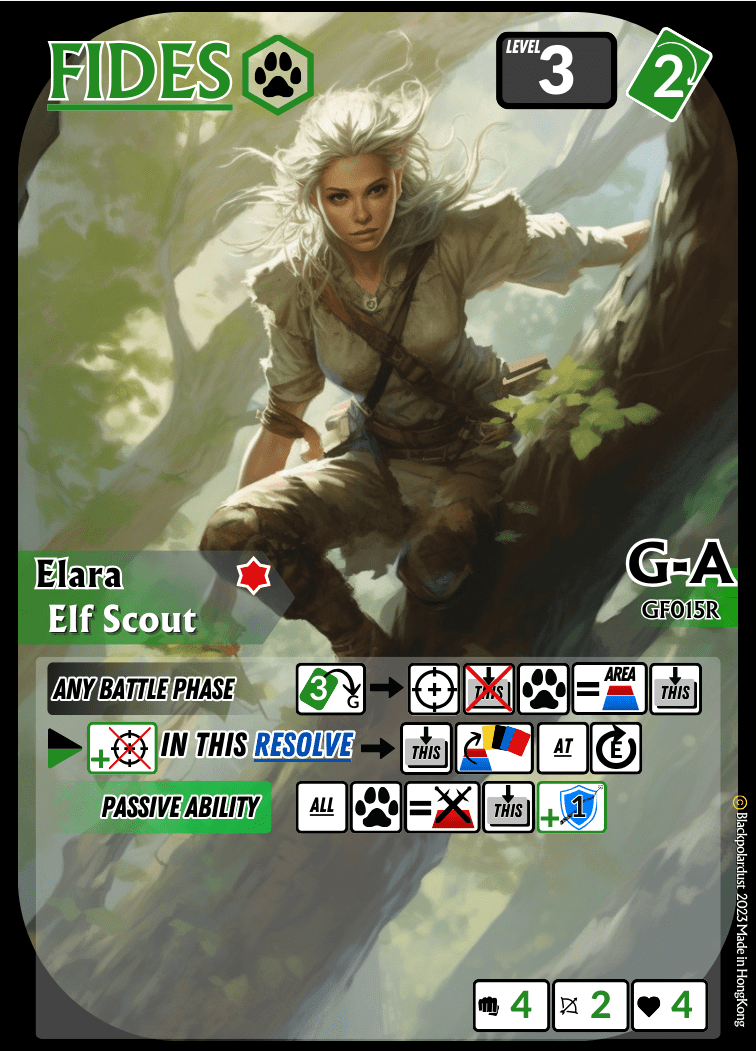 FIDES
LEVEL 3
2
Elara
Elf Scout
G-A
GF015R
ANY BATTLE PHASE 3 G THIS = AREA THIS
+ IN THIS RESOLVE THIS AT E
PASSIVE ABILITY ALL = THIS +1
4 2 4
© Blackpolardust 2023 Made in HongKong